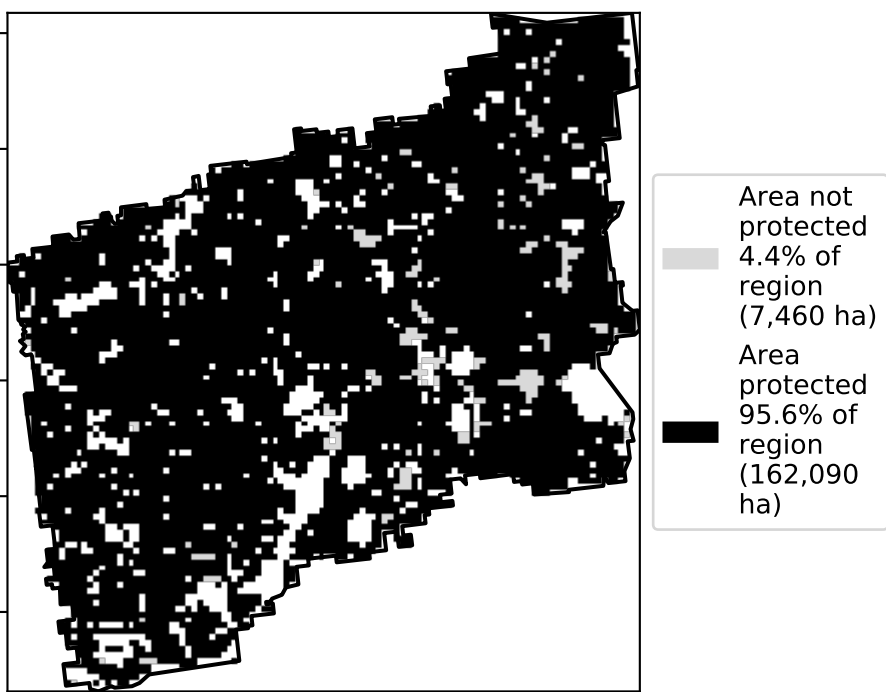 Area not
protected
4.4% of
region
(7,460 ha)
Area
protected
95.6% of
region
(162,090
ha)